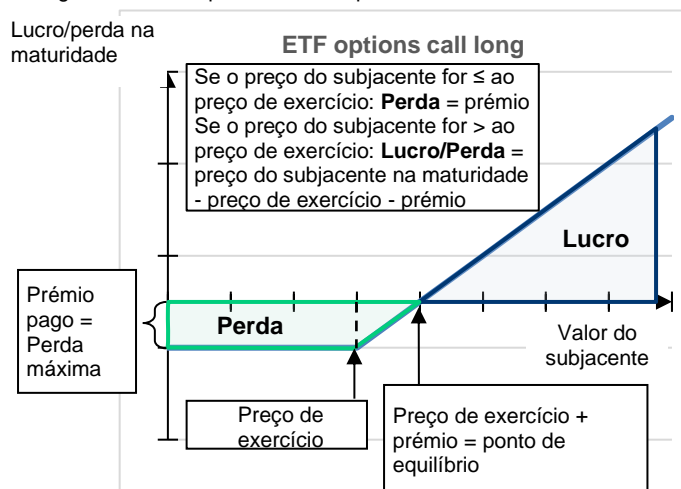 Lucro/perda na
maturidade
ETF options call long
Se o preço do subjacente for ≤ ao
preço de exercício: Perda = prémio
Se o preço do subjacente for > ao
preço de exercício: Lucro/Perda =
preço do subjacente na maturidade
- preço de exercício - prémio
Lucro
Prémio
pago =
Perda
máxima
Perda
Valor do
subjacente
Preço de
exercício
Preço de exercício +
prémio = ponto de
equilíbrio